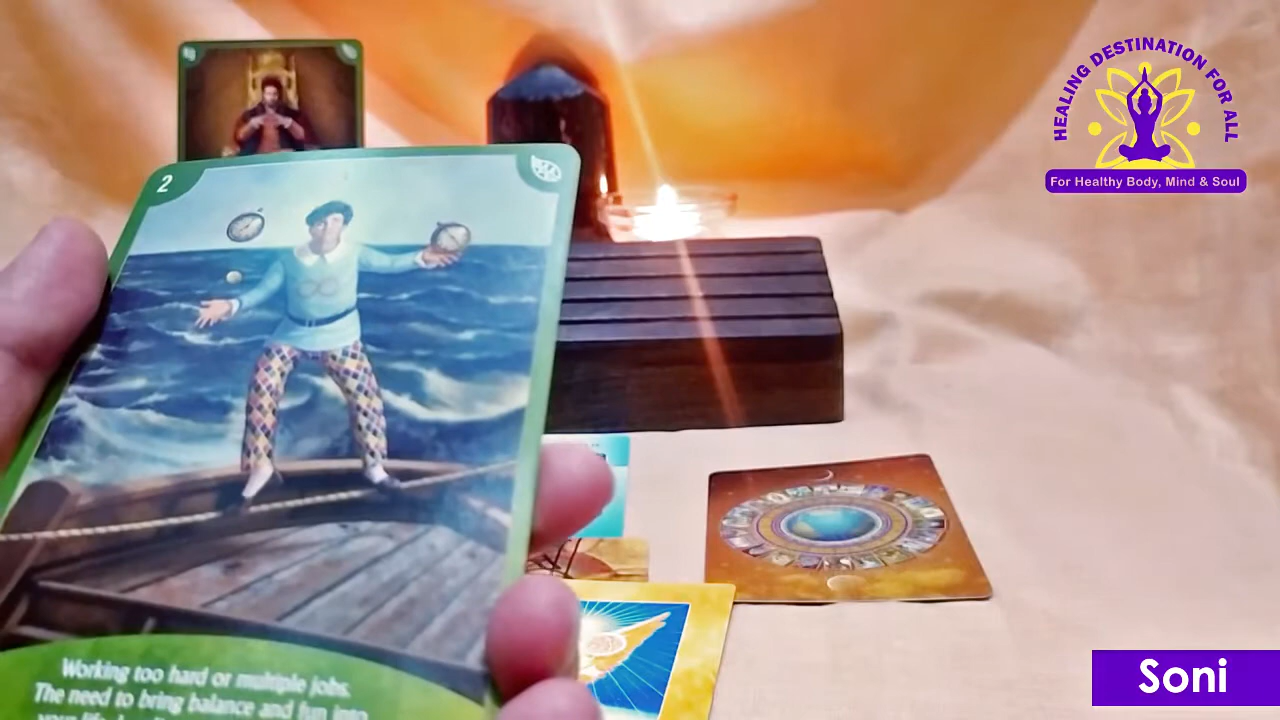 HEALING DESTINATION FOR ALL
For Healthy Body, Mind & Soul
2
Working too hard or multiple jobs.
The need to bring balance and fun into
Soni